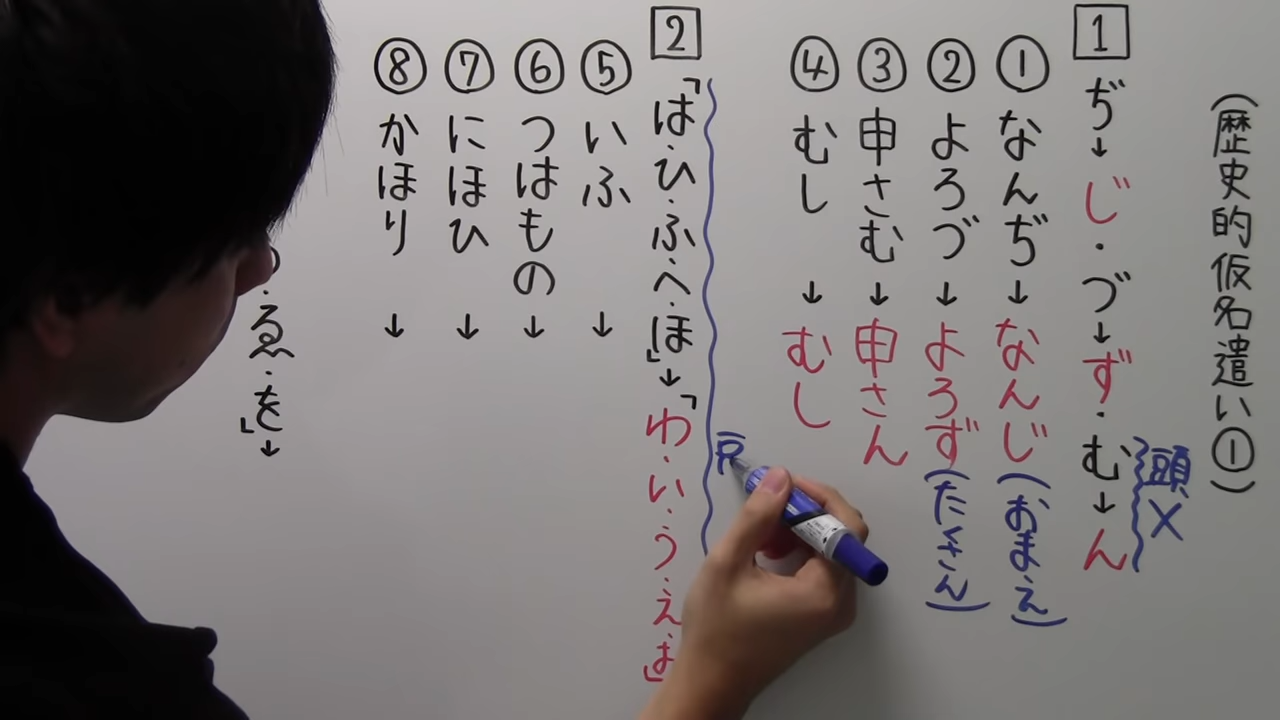 (歴史的仮名遣い①)
1 ぢ→じ・づ→ず・む→ん
頭×
① なんぢ→なんじ(おまえ)
② よろづ→よろず(たくさん)
③ 申さむ→申さん
④ むし→むし
2 「は・ひ・ふ・へ・ほ」→「わ・い・う・え・お」
⑤ いふ→
⑥ つはもの→
⑦ にほひ→
⑧ かほり→
・ゑ・を」→